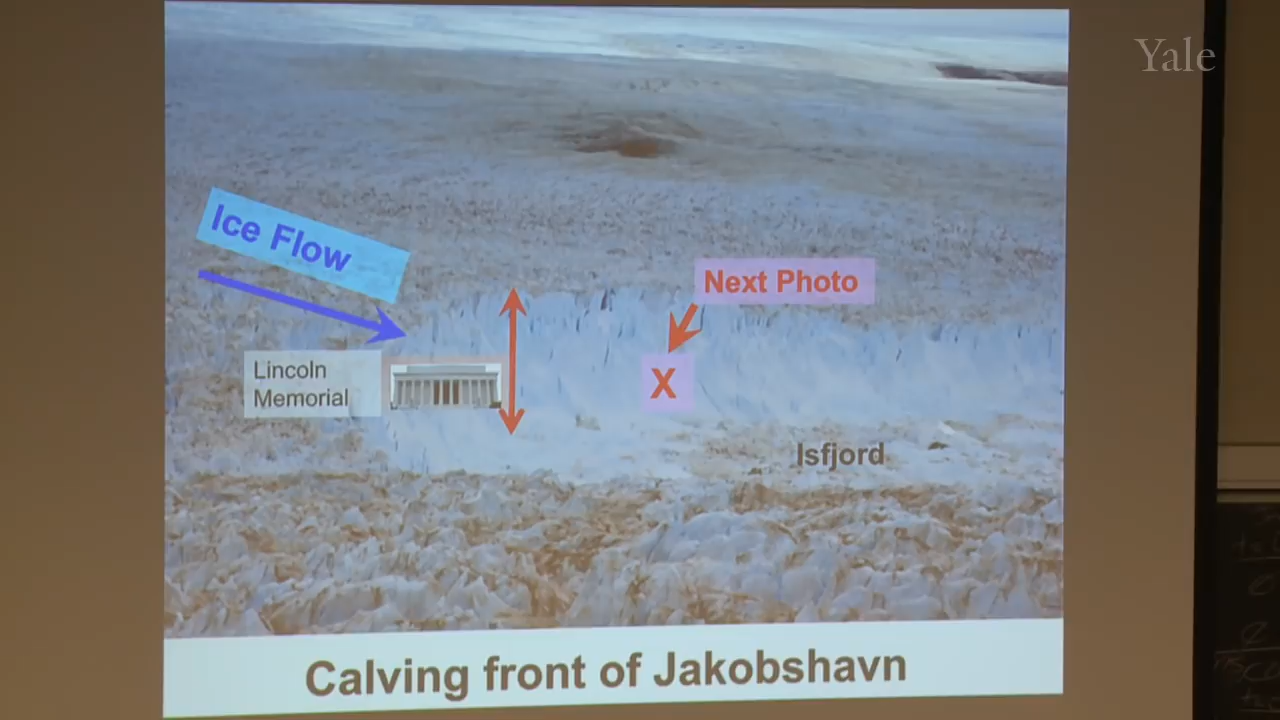 Yale
Ice Flow
Next Photo
Lincoln
Memorial
X
Isfjord
Calving front of Jakobshavn